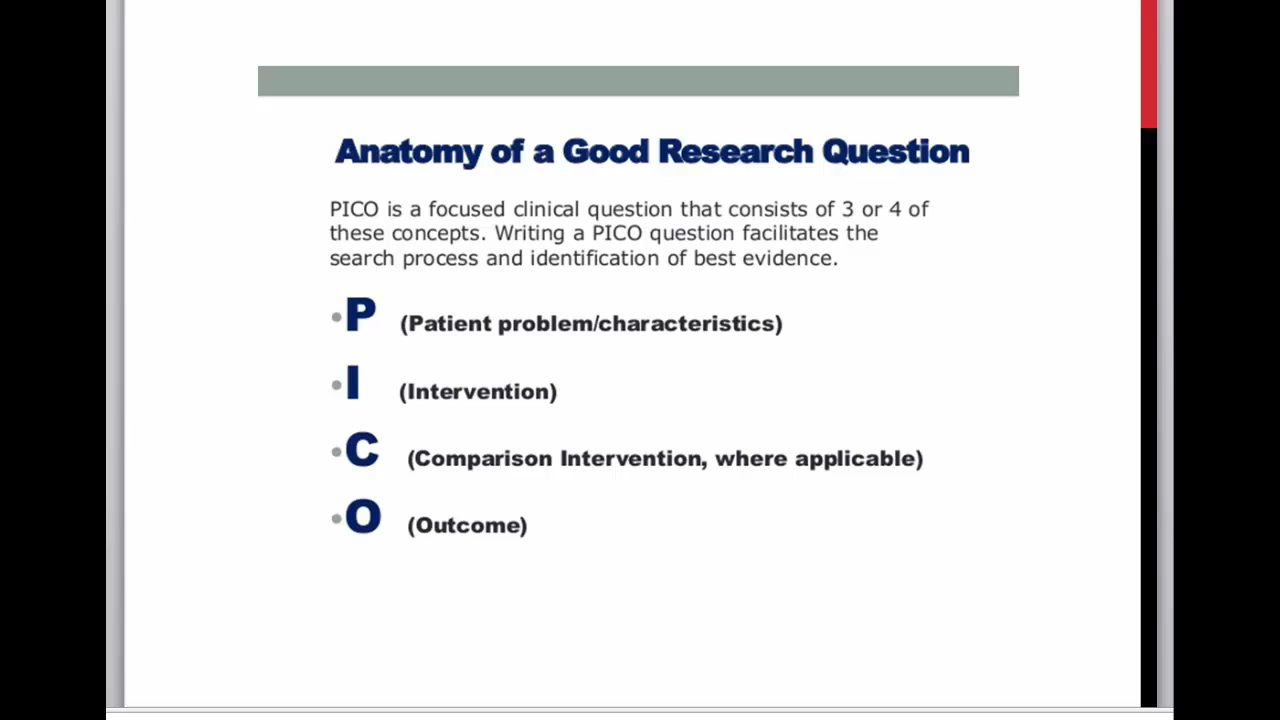 Anatomy of a Good Research Question
PICO is a focused clinical question that consists of 3 or 4 of
these concepts. Writing a PICO question facilitates the
search process and identification of best evidence.
•P (Patient problem/characteristics)
•I (Intervention)
•C (Comparison Intervention, where applicable)
•O (Outcome)